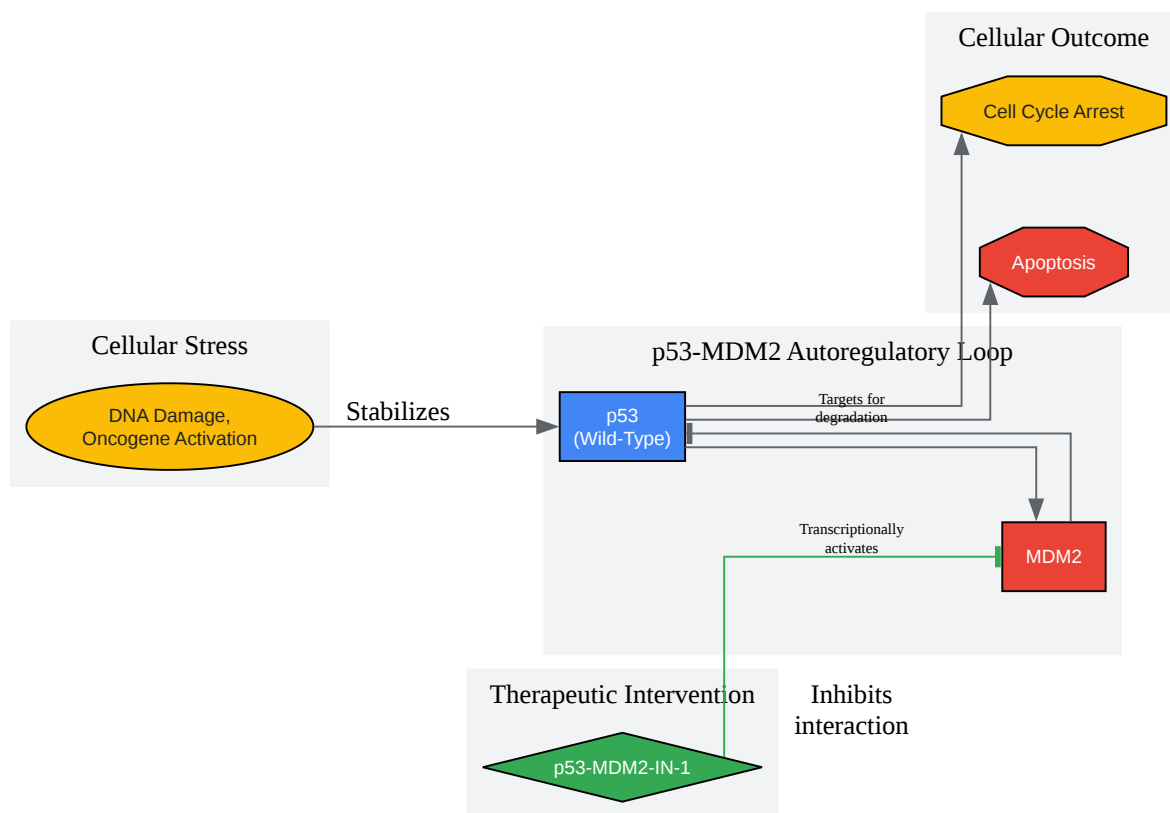 Cellular Outcome
Cell Cycle Arrest
Apoptosis
Cellular Stress
DNA Damage,
Oncogene Activation
Stabilizes
p53-MDM2 Autoregulatory Loop
p53
(Wild-Type)
Targets for
degradation
Transcriptionally
activates
MDM2
Therapeutic Intervention
p53-MDM2-IN-1
Inhibits
interaction